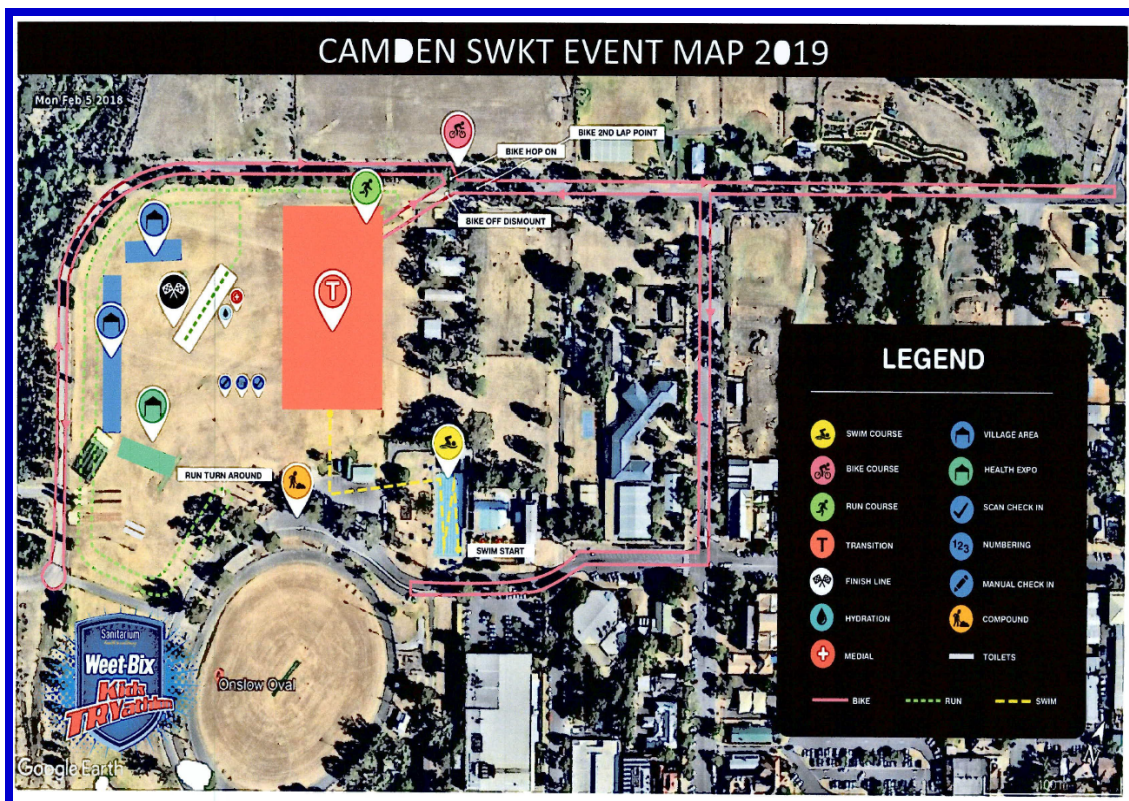 CAMDEN SWKT EVENT MAP 2019
Mon Feb 5 2018
BIKE 2ND LAP POINT
BIKE HOP ON
BIKE OFF DISMOUNT
T
RUN TURN AROUND
SWIM START
Onslow Oval
Sanitarium
Weet-Bix
Kids
TRYathlon
Google Earth
LEGEND
SWIM COURSE
BIKE COURSE
RUN COURSE
T TRANSITION
FINISH LINE
HYDRATION
MEDIAL
VILLAGE AREA
HEALTH EXPO
SCAN CHECK IN
123 NUMBERING
MANUAL CHECK IN
COMPOUND
TOILETS
BIKE
RUN
SWIM
N